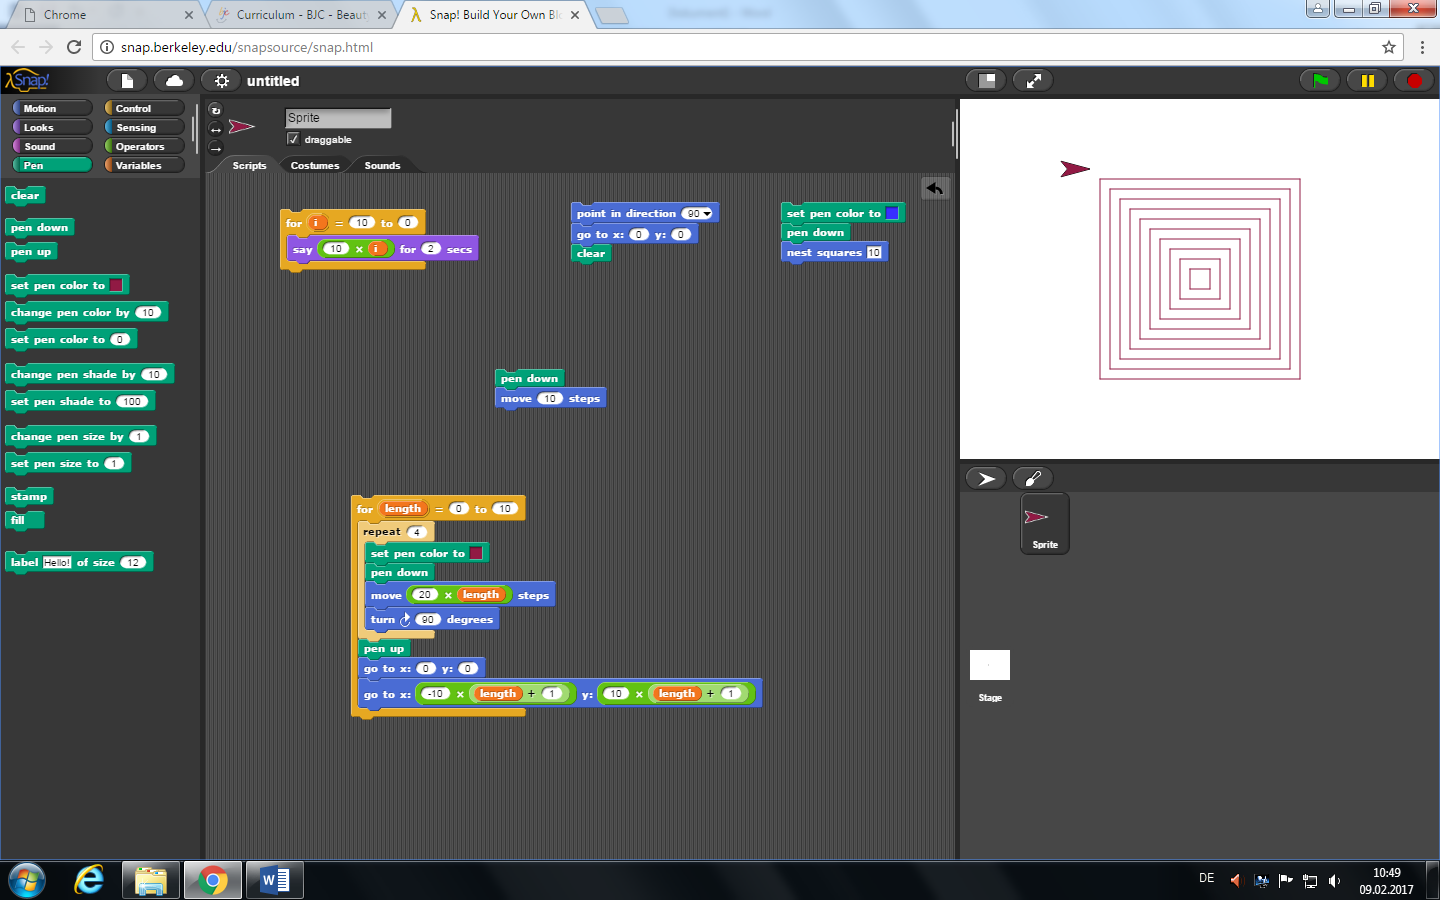 Chrome
Curriculum - BJC - Beaut
Snap! Build Your Own Bl
snap.berkeley.edu/snapsource/snap.html
Snap!
untitled
Motion
Control
Looks
Sensing
Sound
Operators
Pen
Variables
Sprite
draggable
Scripts
Costumes
Sounds
clear
pen down
pen up
set pen color to
change pen color by 10
set pen color to 0
change pen shade by 10
set pen shade to 100
change pen size by 1
set pen size to 1
stamp
fill
label Hello! of size 12
for i = 10 to 0
say 10 × i for 2 secs
point in direction 90
go to x: 0 y: 0
clear
set pen color to
pen down
nest squares 10
pen down
move 10 steps
for length = 0 to 10
repeat 4
set pen color to
pen down
move 20 × length steps
turn 90 degrees
pen up
go to x: 0 y: 0
go to x: -10 × length + 1 y: 10 × length + 1
Sprite
Stage
DE
10:49
09.02.2017